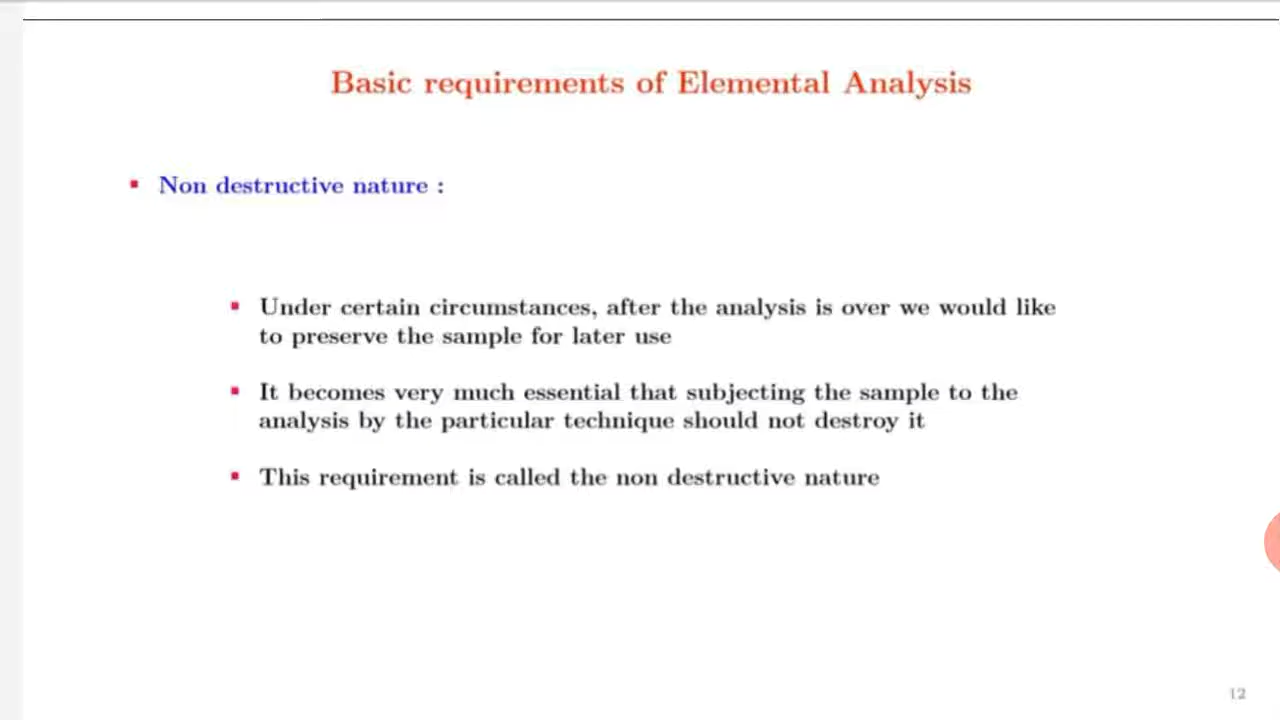 Basic requirements of Elemental Analysis
Non destructive nature :
Under certain circumstances, after the analysis is over we would like
to preserve the sample for later use
It becomes very much essential that subjecting the sample to the
analysis by the particular technique should not destroy it
This requirement is called the non destructive nature
12